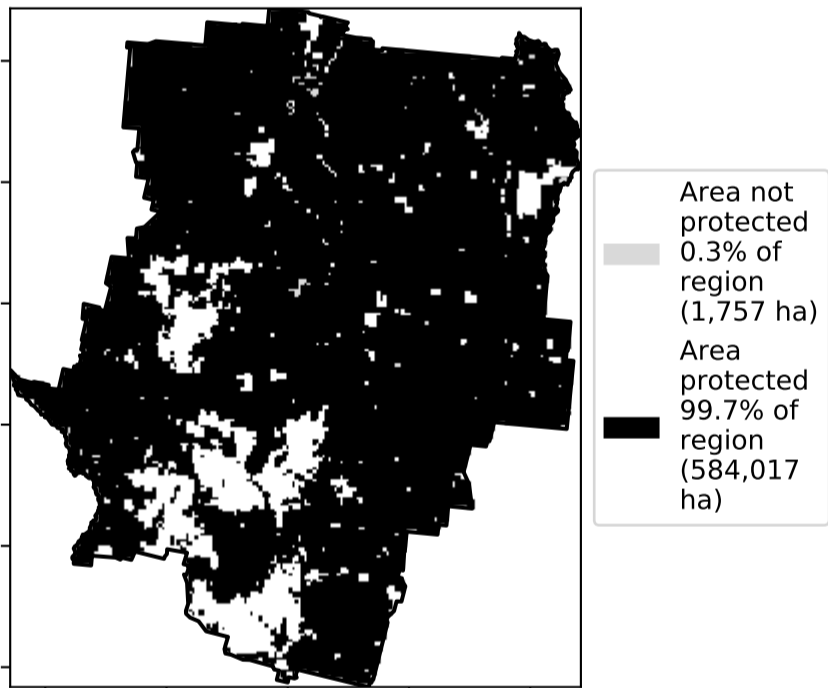 Area not
protected
0.3% of
region
(1,757 ha)
Area
protected
99.7% of
region
(584,017
ha)